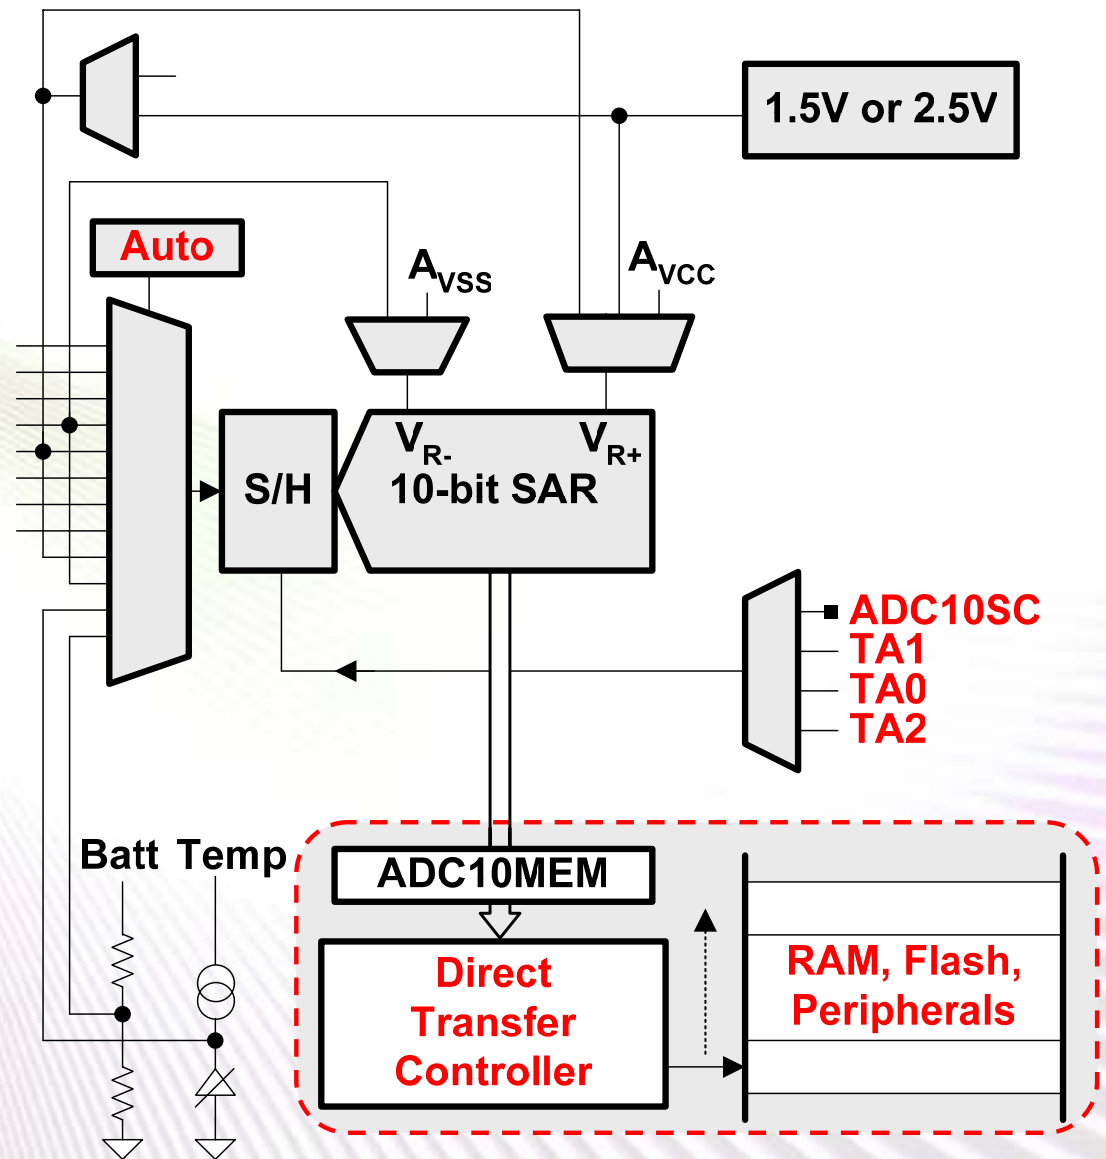 1.5V or 2.5V
Auto
AVSS
AVCC
VR-
VR+
S/H
10-bit SAR
ADC10SC
TA1
TA0
TA2
Batt
Temp
ADC10MEM
Direct
Transfer
Controller
RAM, Flash,
Peripherals